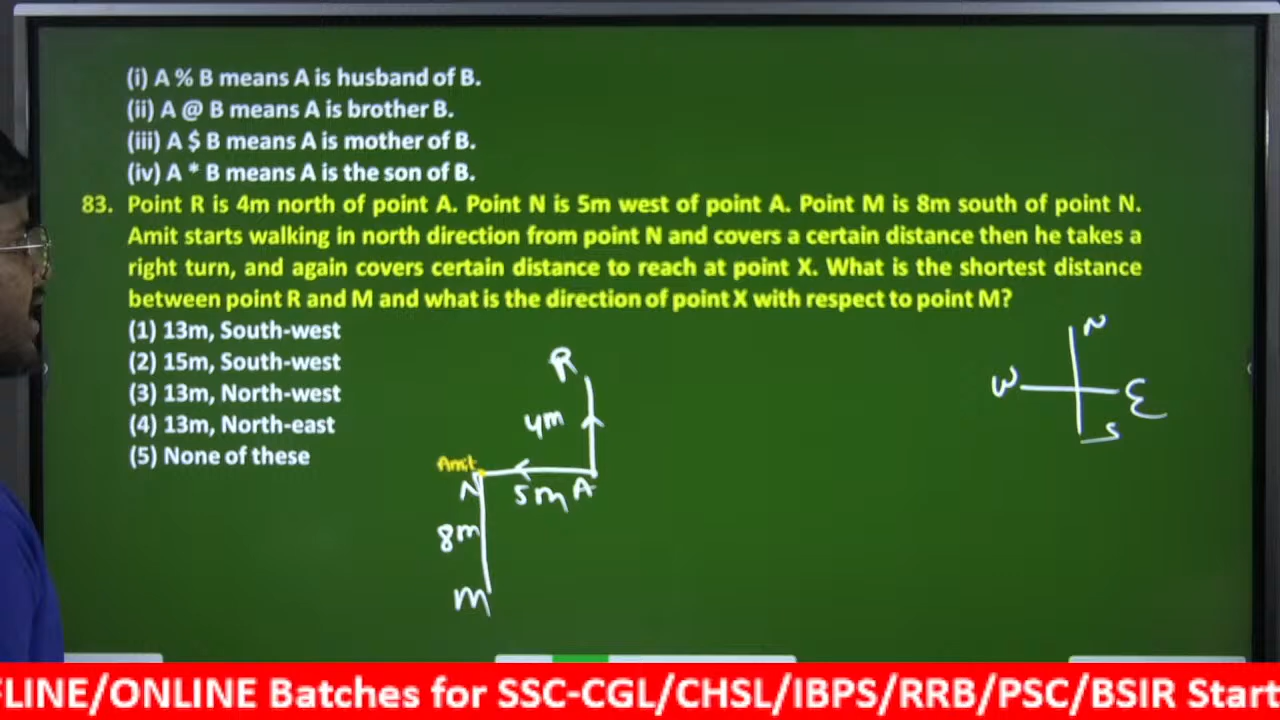 (i) A % B means A is husband of B.
(ii) A @ B means A is brother B.
(iii) A $ B means A is mother of B.
(iv) A * B means A is the son of B.
83. Point R is 4m north of point A. Point N is 5m west of point A. Point M is 8m south of point N.
Amit starts walking in north direction from point N and covers a certain distance then he takes a
right turn, and again covers certain distance to reach at point X. What is the shortest distance
between point R and M and what is the direction of point X with respect to point M?
(1) 13m, South-west
(2) 15m, South-west
(3) 13m, North-west
(4) 13m, North-east
(5) None of these
N
W E
S
R
4m
Amit
N 5m A
8m
M
FLINE/ONLINE Batches for SSC-CGL/CHSL/IBPS/RRB/PSC/BSIR Start